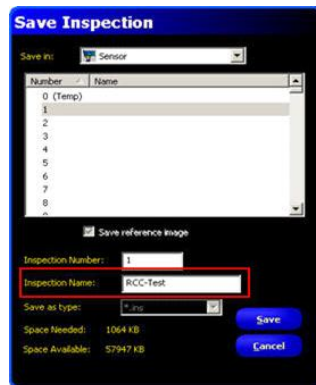 Save Inspection
Save in: Sensor
Number Name
0 (Temp)
1
2
3
4
5
6
7
8
Save reference image
Inspection Number: 1
Inspection Name: RCC-Test
Save as type: *.ins
Space Needed: 1064 KB
Space Available: 57947 KB
Save
Cancel